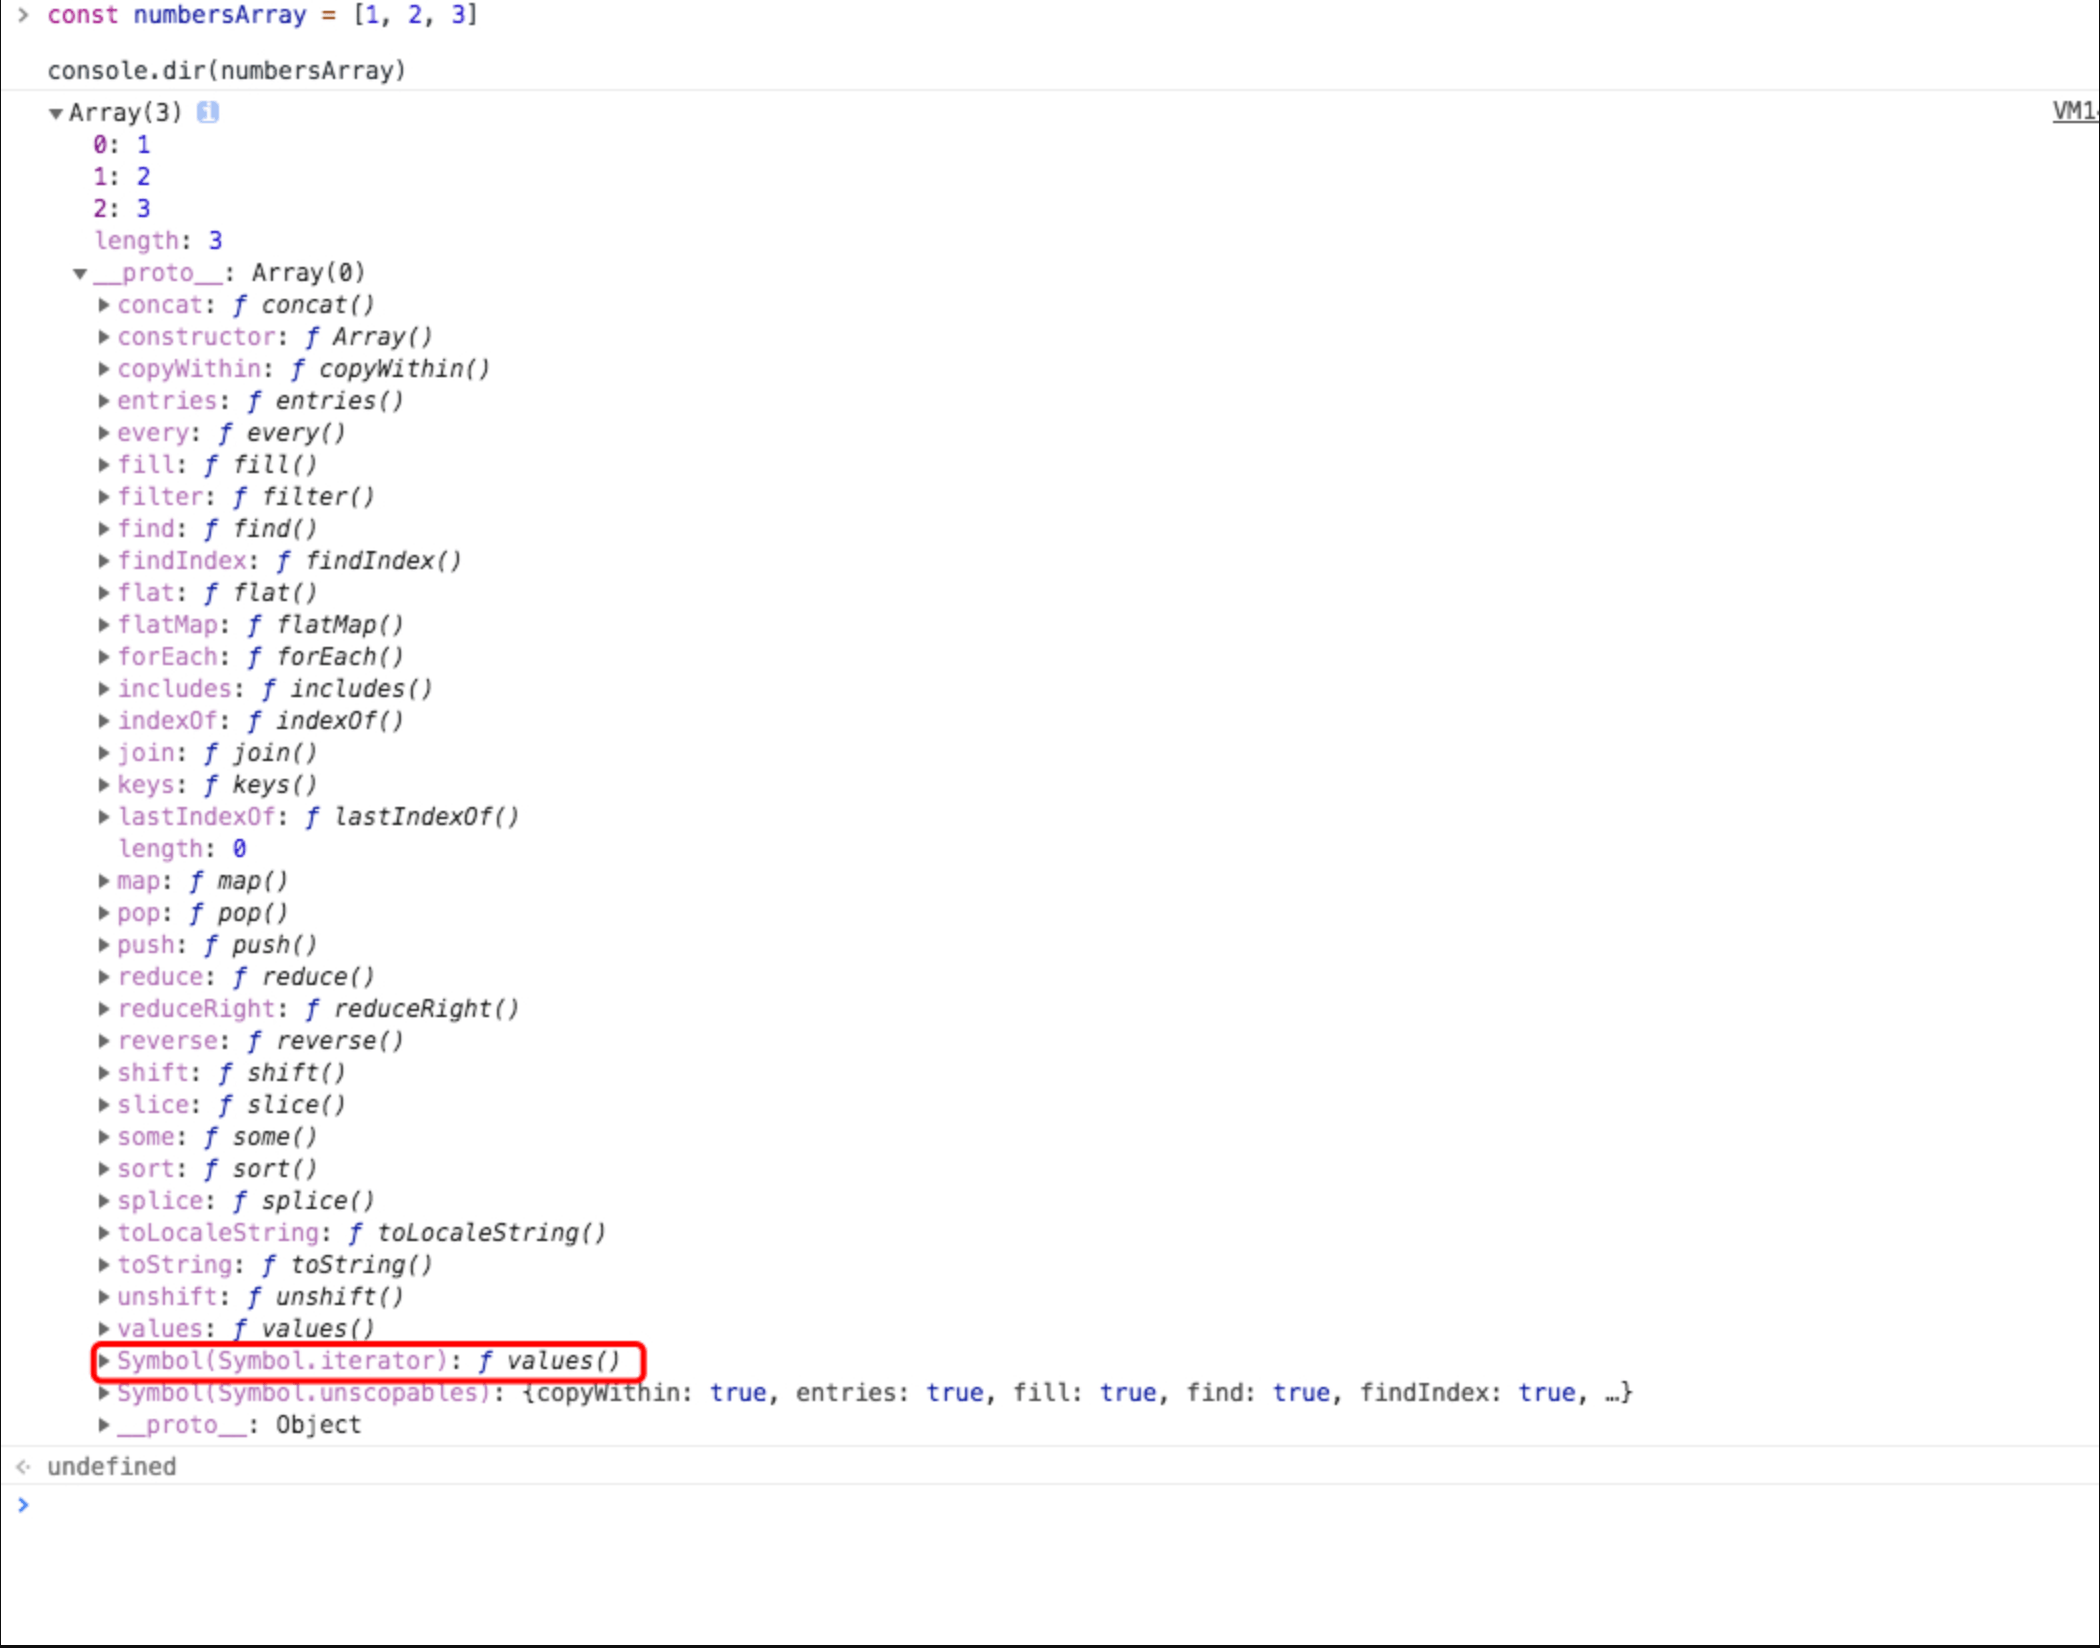 > const numbersArray = [1, 2, 3]
console.dir(numbersArray)
▼Array(3) i VM1
0: 1
1: 2
2: 3
length: 3
▼__proto__: Array(0)
▶concat: ƒ concat()
▶constructor: ƒ Array()
▶copyWithin: ƒ copyWithin()
▶entries: ƒ entries()
▶every: ƒ every()
▶fill: ƒ fill()
▶filter: ƒ filter()
▶find: ƒ find()
▶findIndex: ƒ findIndex()
▶flat: ƒ flat()
▶flatMap: ƒ flatMap()
▶forEach: ƒ forEach()
▶includes: ƒ includes()
▶indexOf: ƒ indexOf()
▶join: ƒ join()
▶keys: ƒ keys()
▶lastIndexOf: ƒ lastIndexOf()
length: 0
▶map: ƒ map()
▶pop: ƒ pop()
▶push: ƒ push()
▶reduce: ƒ reduce()
▶reduceRight: ƒ reduceRight()
▶reverse: ƒ reverse()
▶shift: ƒ shift()
▶slice: ƒ slice()
▶some: ƒ some()
▶sort: ƒ sort()
▶splice: ƒ splice()
▶toLocaleString: ƒ toLocaleString()
▶toString: ƒ toString()
▶unshift: ƒ unshift()
▶values: ƒ values()
▶Symbol(Symbol.iterator): ƒ values()
▶Symbol(Symbol.unscopables): {copyWithin: true, entries: true, fill: true, find: true, findIndex: true, …}
▶__proto__: Object
undefined
>